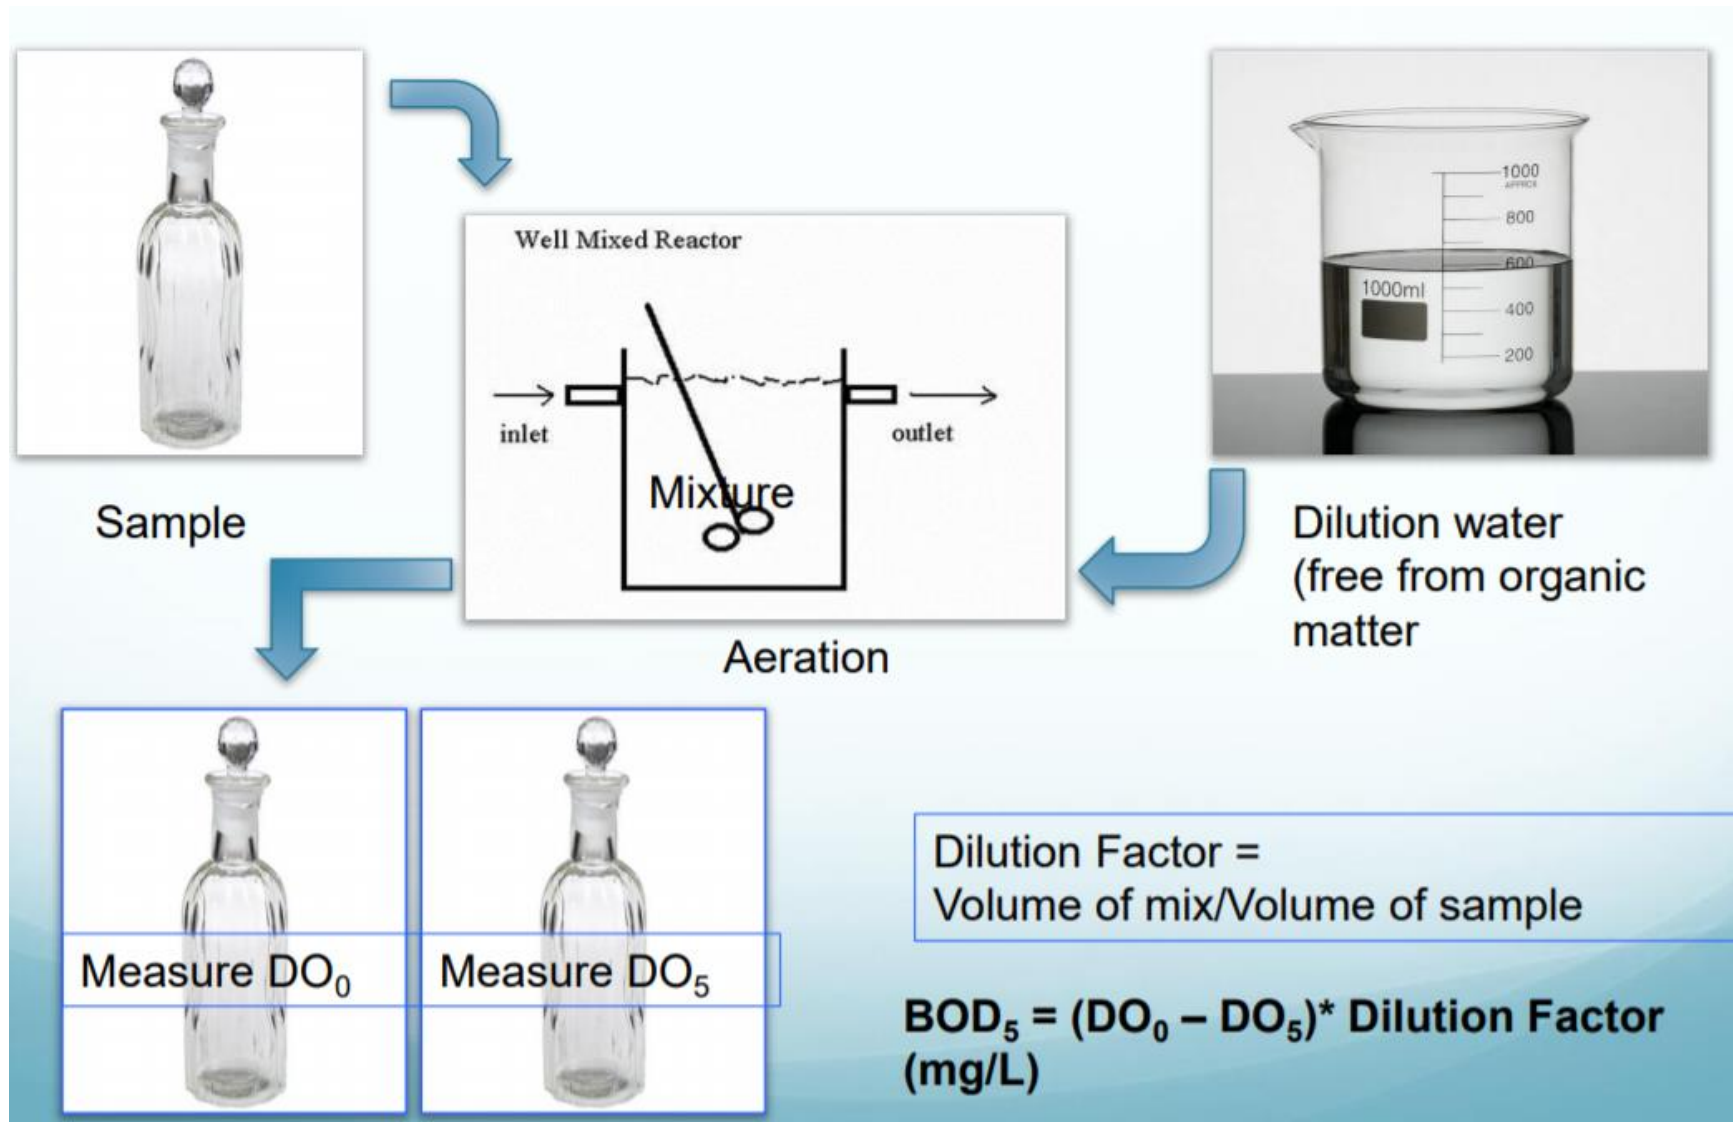 Well Mixed Reactor
inlet
Mixture
outlet
1000
APPROX
800
600
1000ml
400
200
Sample
Dilution water
(free from organic
matter
Aeration
Measure DO₀
Measure DO₅
Dilution Factor =
Volume of mix/Volume of sample
BOD₅ = (DO₀ – DO₅)* Dilution Factor
(mg/L)